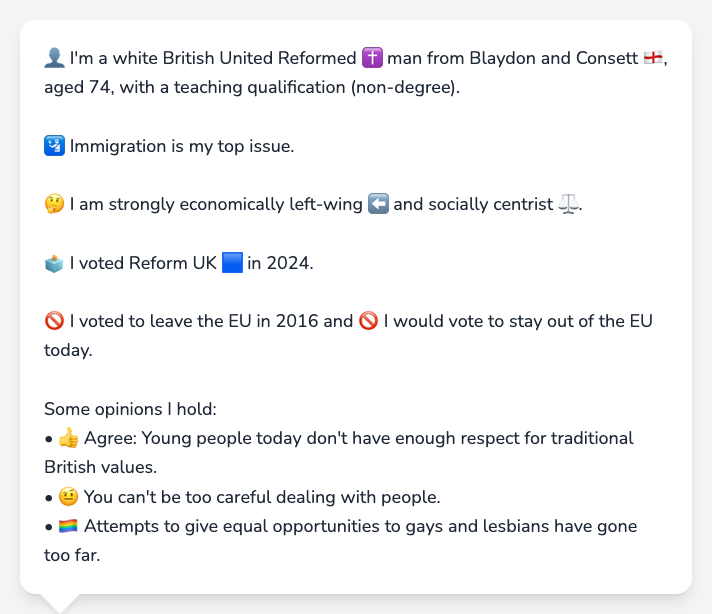 👤 I'm a white British United Reformed ✝️ man from Blaydon and Consett 🏴󠁧󠁢󠁥󠁮󠁧󠁿,
aged 74, with a teaching qualification (non-degree).
🛂 Immigration is my top issue.
🤔 I am strongly economically left-wing ⬅️ and socially centrist ⚖️.
🗳️ I voted Reform UK 🟦 in 2024.
🚫 I voted to leave the EU in 2016 and 🚫 I would vote to stay out of the EU
today.
Some opinions I hold:
• 👍 Agree: Young people today don't have enough respect for traditional
British values.
• 🤨 You can't be too careful dealing with people.
• 🏳️‍🌈 Attempts to give equal opportunities to gays and lesbians have gone
too far.